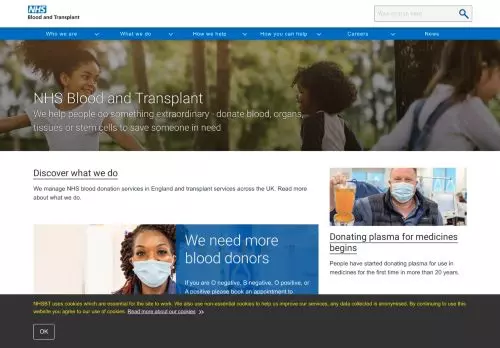 NHS
Blood and Transplant
Who we are
What we do
How we help
How you can help
Careers
News
NHS Blood and Transplant
We help people do something extraordinary - donate blood, organs,
tissues or stem cells to save someone in need
Discover what we do
We manage NHS blood donation services in England and transplant services across the UK. Read more
about what we do.
We need more
blood donors
If you are O negative, B negative, O positive, or
A positive please book an appointment to
Donating plasma for medicines
begins
People have started donating plasma for use in
medicines for the first time in more than 20 years.
NHSBT uses cookies which are essential for the site to work. We also use non-essential cookies to help us improve our services, any data collected is anonymised. By continuing to use this
website you agree to our use of cookies. Read more about our cookies
OK